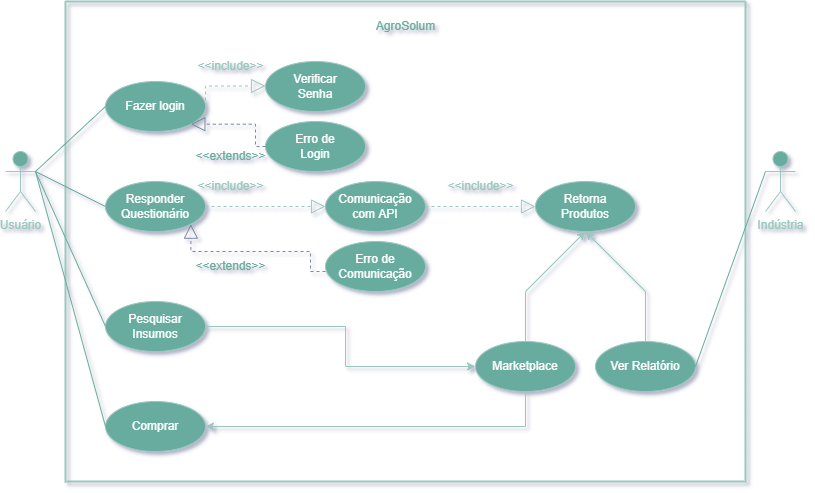 AgroSolum
<<include>>
Verificar
Senha
Fazer login
Erro de
Login
<<extends>>
Usuário
Responder
Questionário
<<include>>
Comunicação
com API
<<include>>
Retorna
Produtos
Indústria
<<extends>>
Erro de
Comunicação
Pesquisar
Insumos
Marketplace
Ver Relatório
Comprar